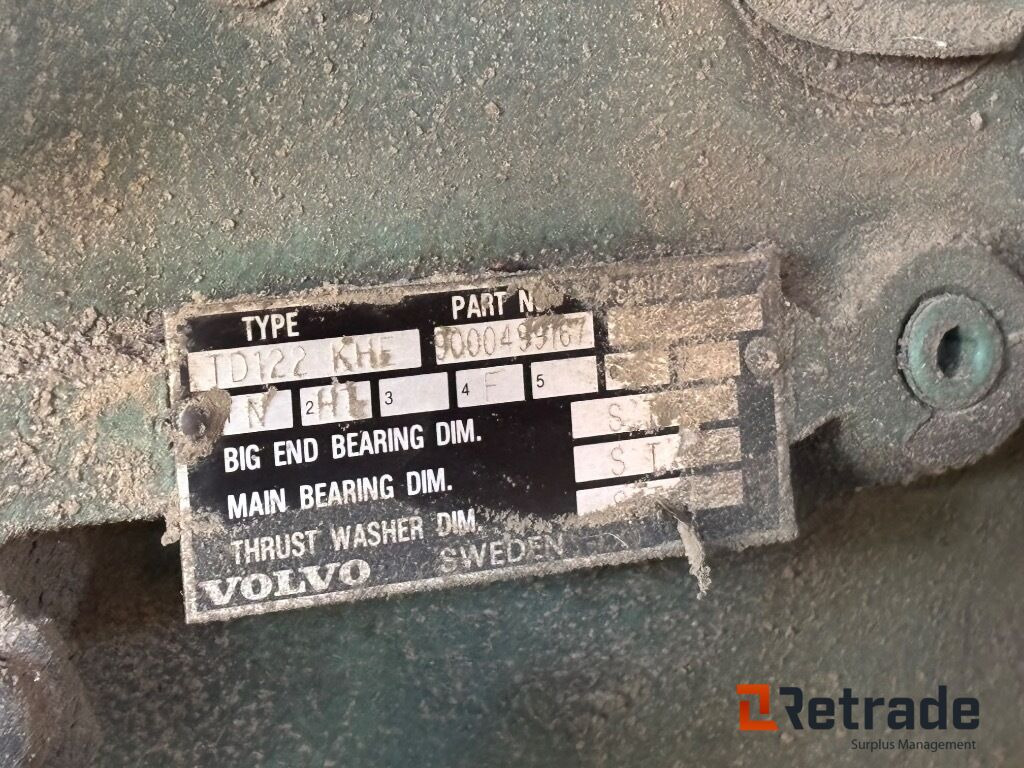 TYPE PART N
TD122 KHE 9000499167
N 2 HL 3 4 F 5
BIG END BEARING DIM. S T
MAIN BEARING DIM. S T
THRUST WASHER DIM.
VOLVO SWEDEN
Retrade
Surplus Management